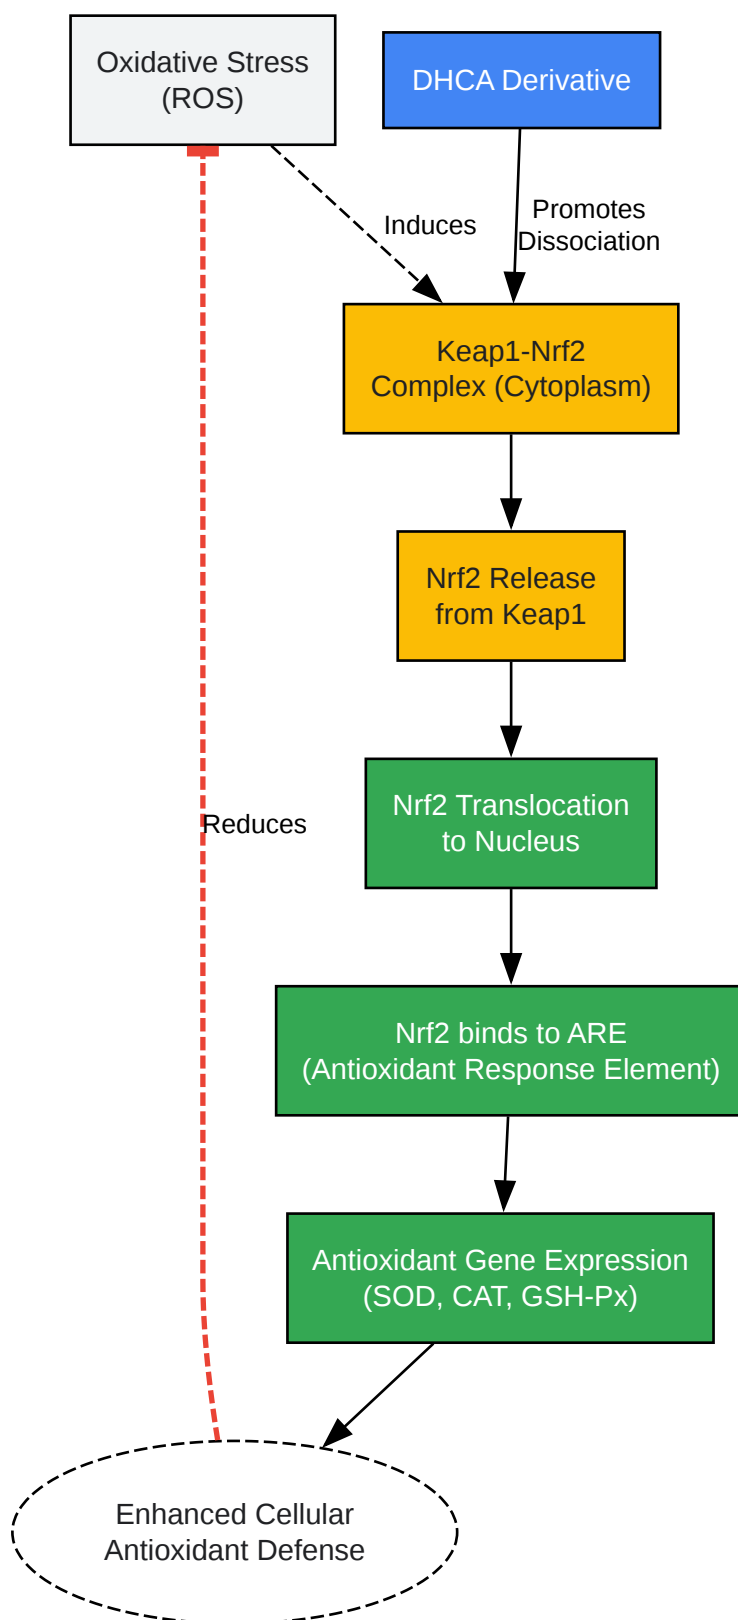 Oxidative Stress
(ROS)
DHCA Derivative
Induces
Promotes
Dissociation
Keap1-Nrf2
Complex (Cytoplasm)
Nrf2 Release
from Keap1
Nrf2 Translocation
to Nucleus
Reduces
Nrf2 binds to ARE
(Antioxidant Response Element)
Antioxidant Gene Expression
(SOD, CAT, GSH-Px)
Enhanced Cellular
Antioxidant Defense